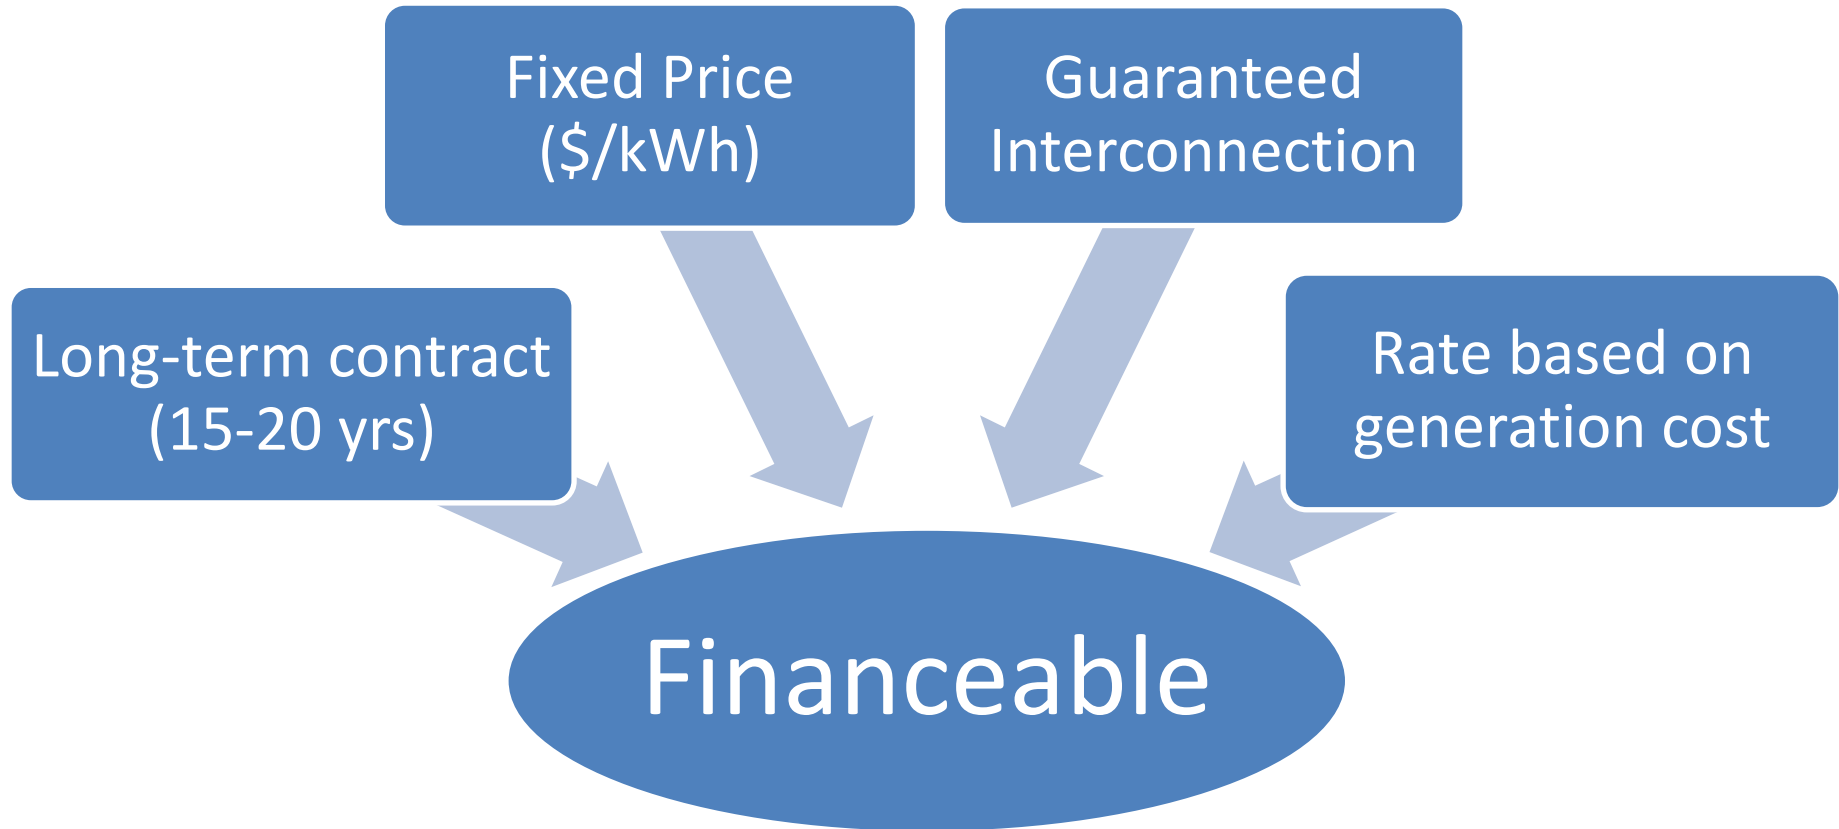 Fixed Price
($/kWh)
Guaranteed
Interconnection
Long-term contract
(15-20 yrs)
Rate based on
generation cost
Financeable